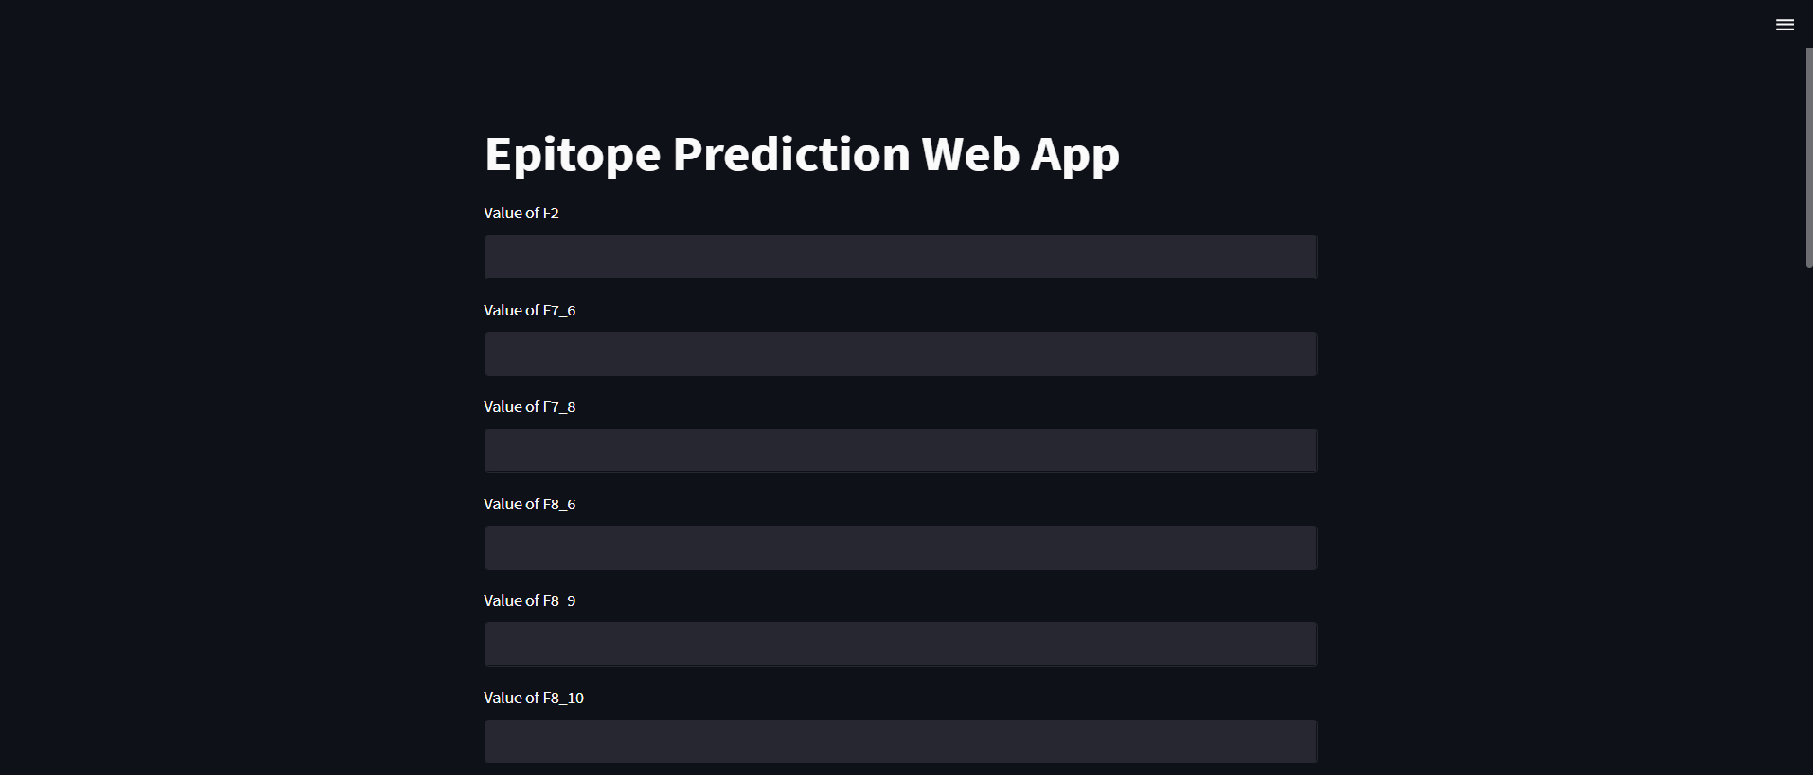 Epitope Prediction Web App
Value of F2
Value of F7_6
Value of F7_8
Value of F8_6
Value of F8_9
Value of F8_10